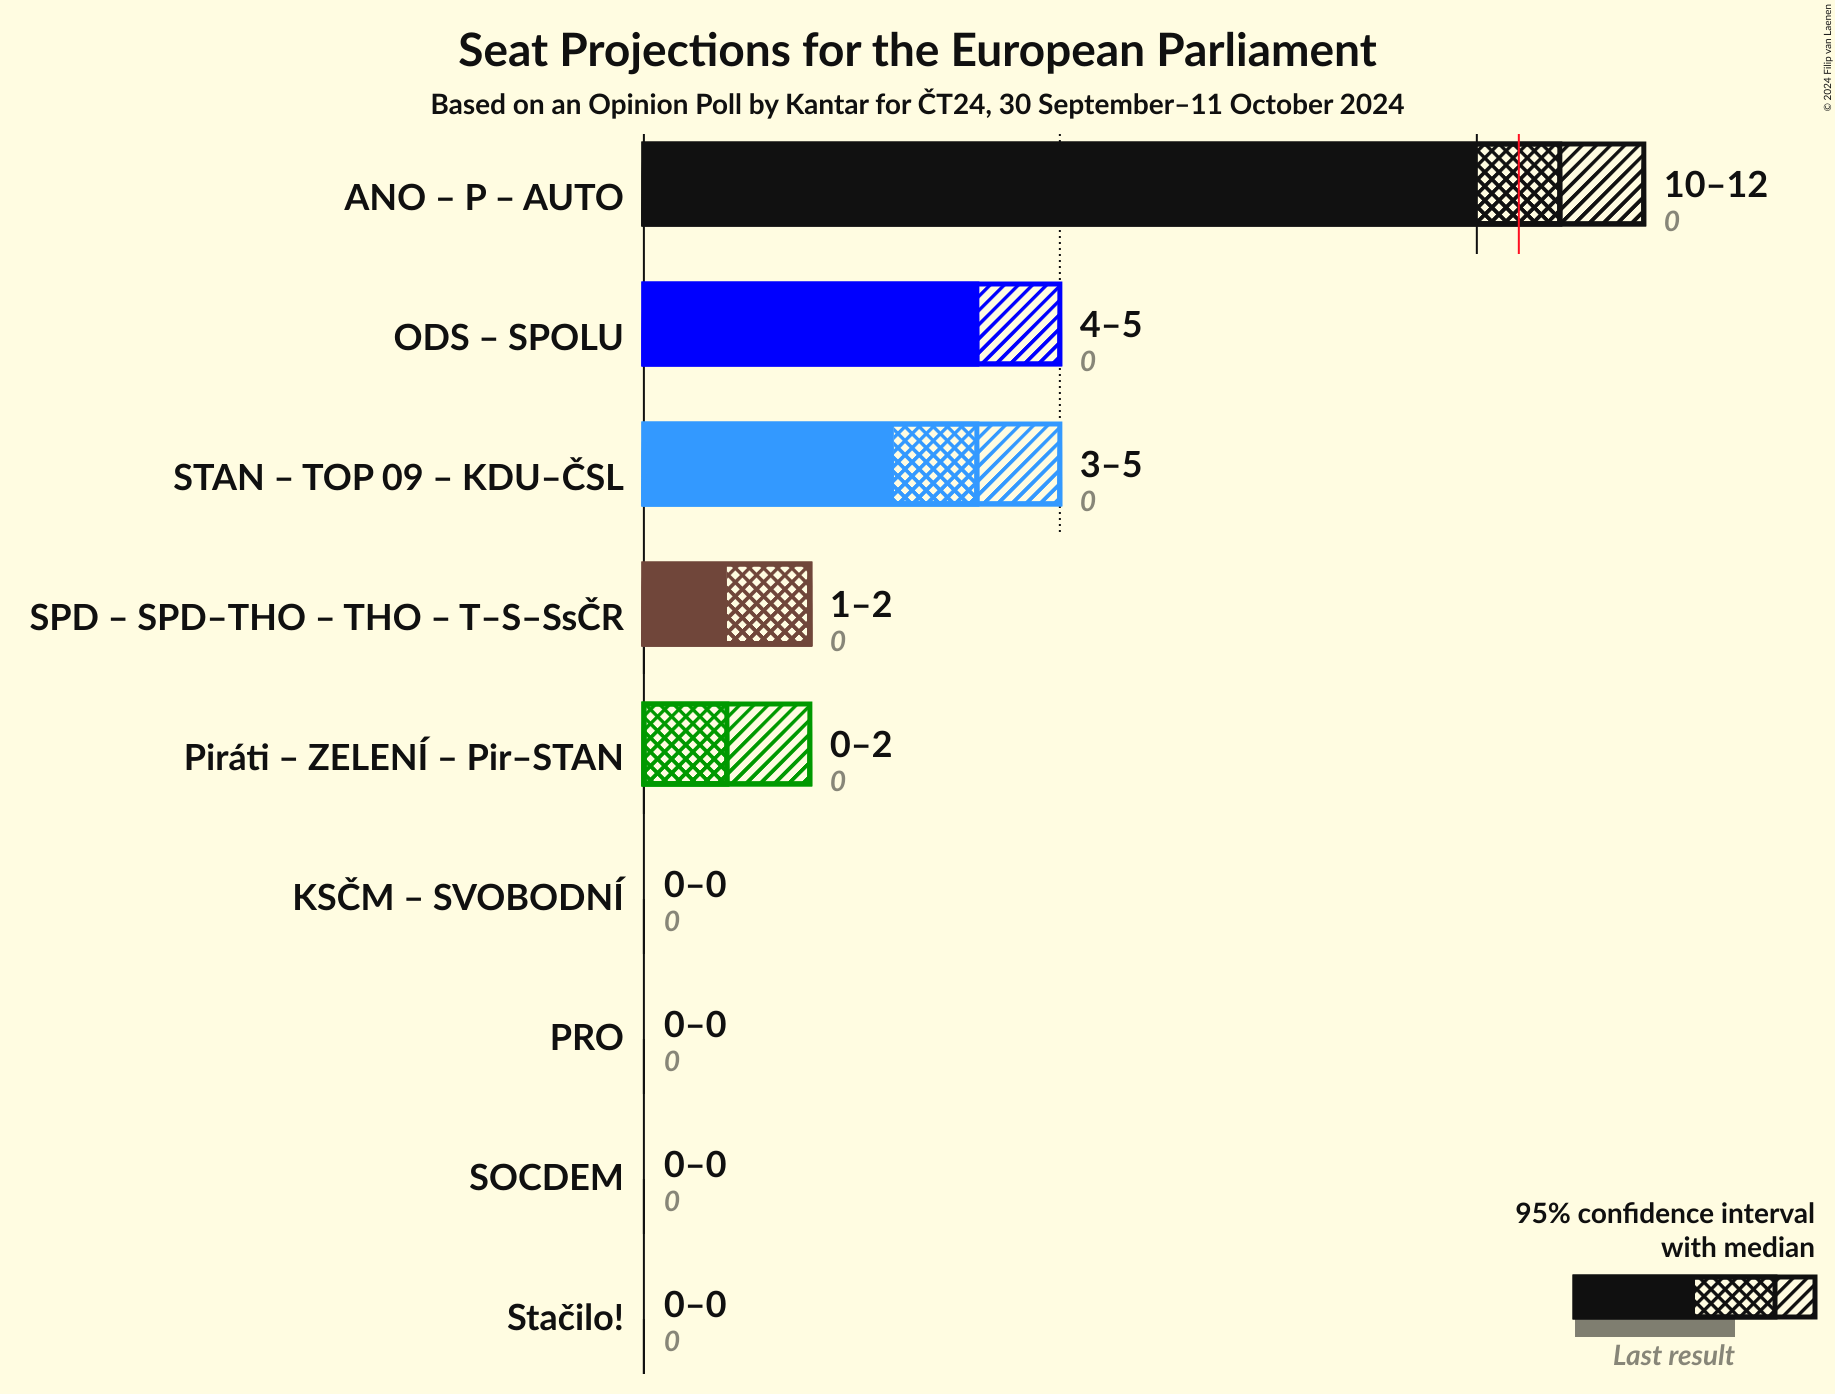 Seat Projections for the European Parliament
Based on an Opinion Poll by Kantar for ČT24, 30 September–11 October 2024
© 2024 Filip van Laenen
ANO – P – AUTO
10–12
0
ODS – SPOLU
4–5
0
STAN – TOP 09 – KDU–ČSL
3–5
0
SPD – SPD–THO – THO – T–S–SsČR
1–2
0
Piráti – ZELENÍ – Pir–STAN
0–2
0
KSČM – SVOBODNÍ
0–0
0
PRO
0–0
0
SOCDEM
0–0
0
Stačilo!
0–0
0
95% confidence interval
with median
Last result